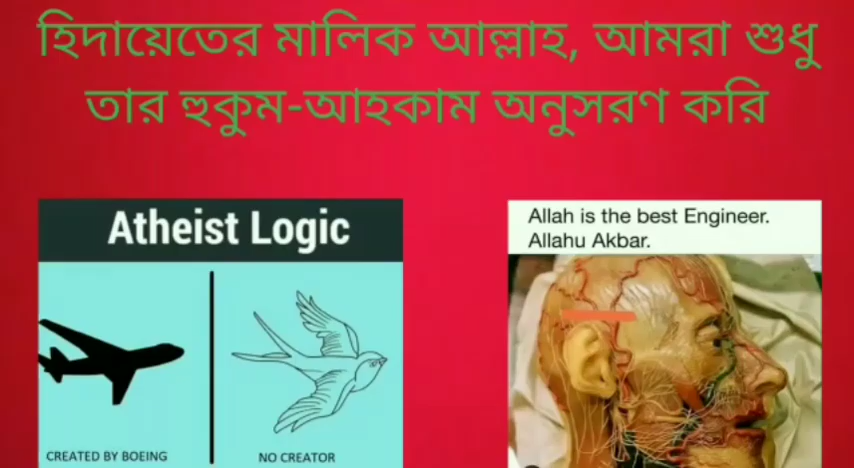 হিদায়েতের মালিক আল্লাহ, আমরা শুধু
তার হুকুম-আহকাম অনুসরণ করি
Atheist Logic
CREATED BY BOEING
NO CREATOR
Allah is the best Engineer.
Allahu Akbar.